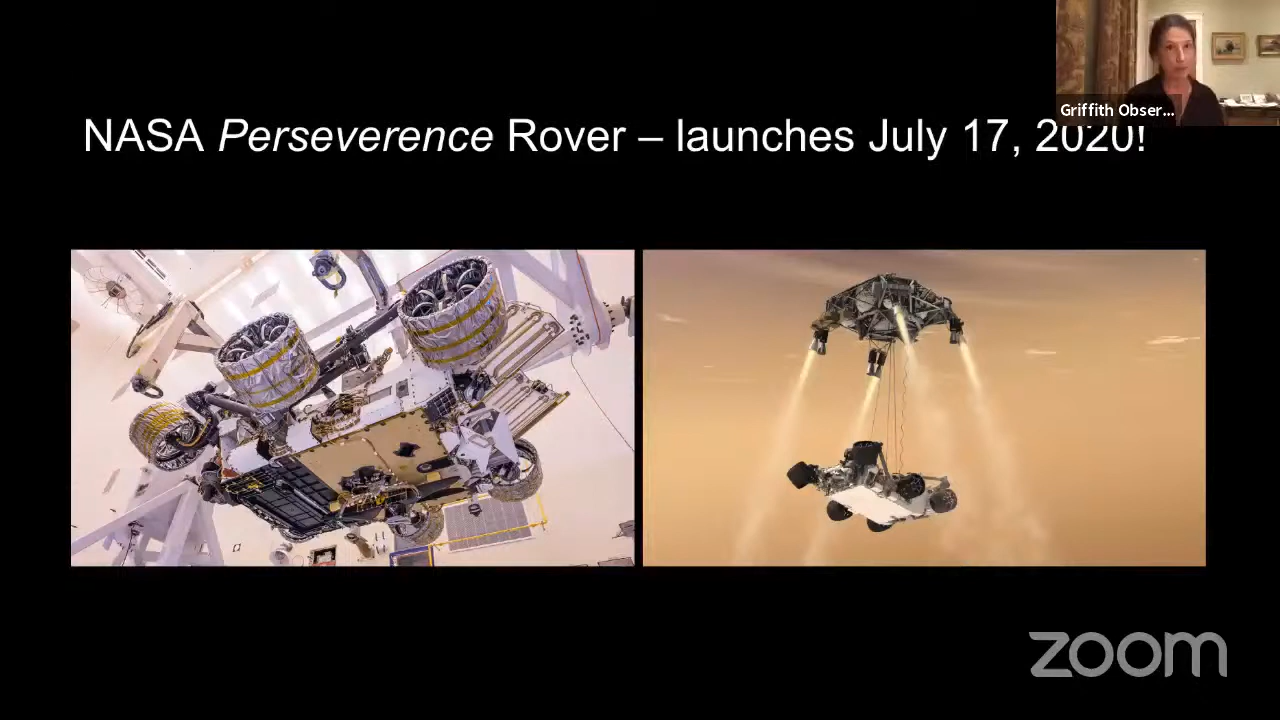 Griffith Obser...
NASA Perseverence Rover – launches July 17, 2020!
zoom